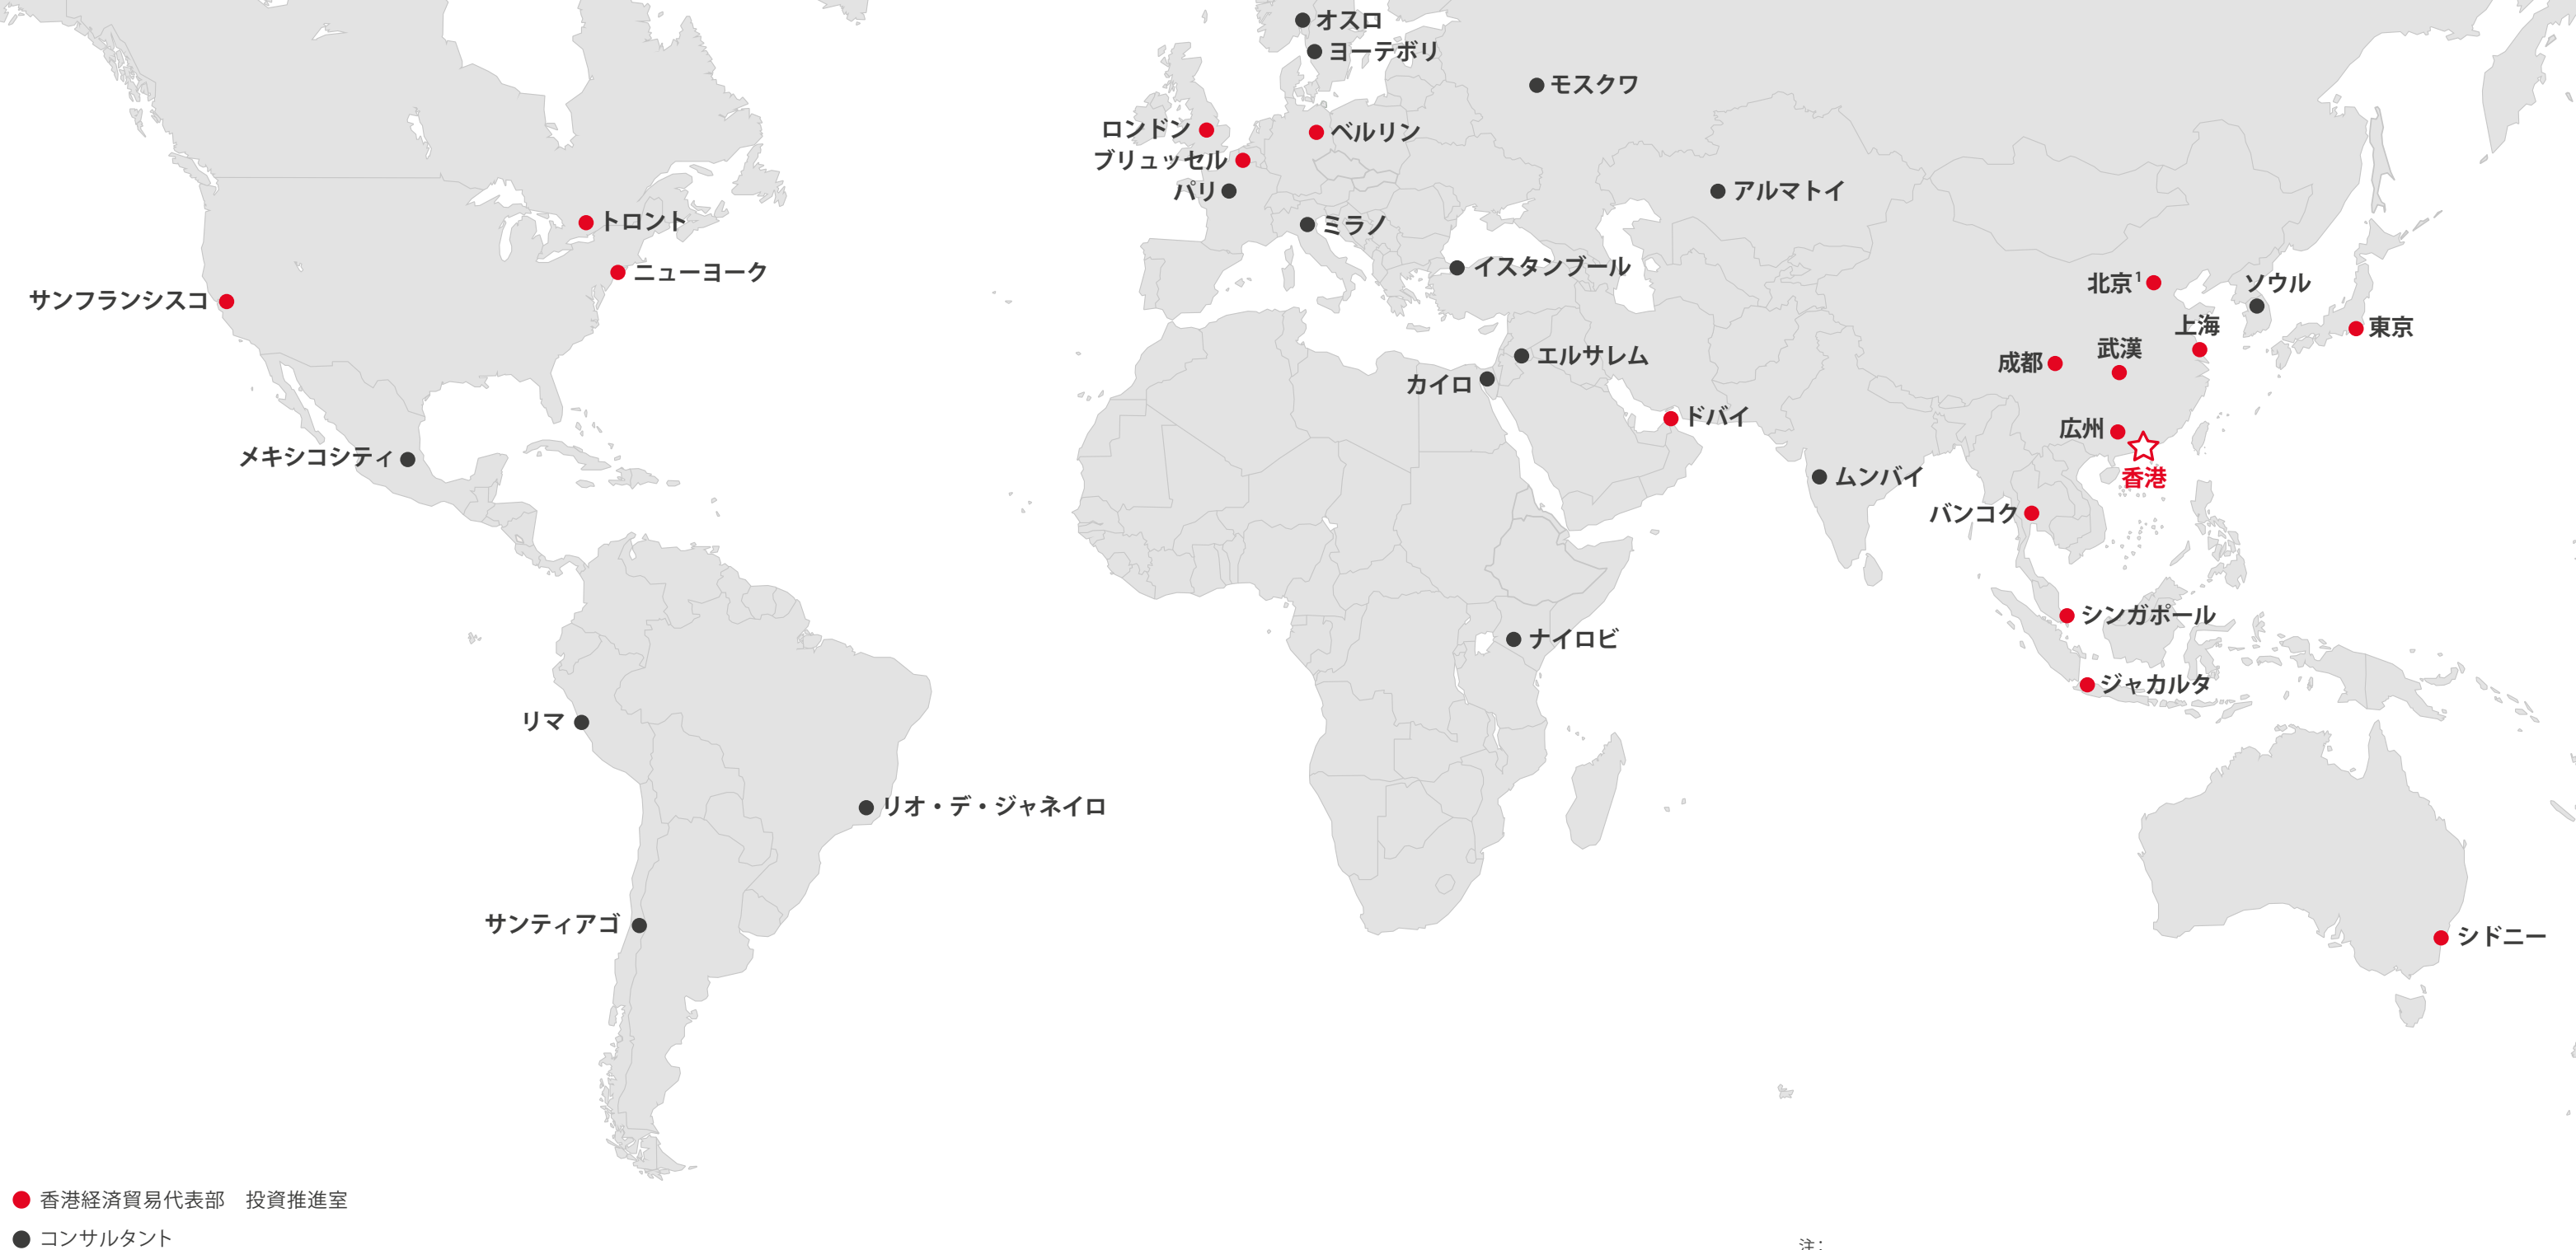 オスロ
ヨーテボリ
モスクワ
ロンドン
ベルリン
ブリュッセル
パリ
アルマトイ
トロント
ミラノ
ニューヨーク
イスタンブール
サンフランシスコ
北京1
ソウル
上海
東京
武漢
成都
エルサレム
カイロ
ドバイ
広州
香港
メキシコシティ
ムンバイ
バンコク
シンガポール
ナイロビ
ジャカルタ
リマ
リオ・デ・ジャネイロ
サンティアゴ
シドニー
香港経済貿易代表部　投資推進室
コンサルタント
注：